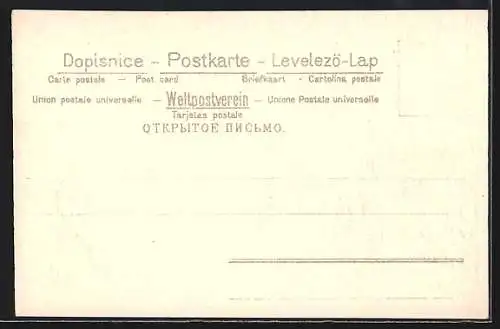 Dopisnice – Postkarte – Levelező-Lap
Carte postale – Post card Briefkaart - Cartolina postale
Union postale universelle – Weltpostverein – Unione Postale universelle
Tarjetas postale
ОТКРЫТОЕ ПИСЬМО.